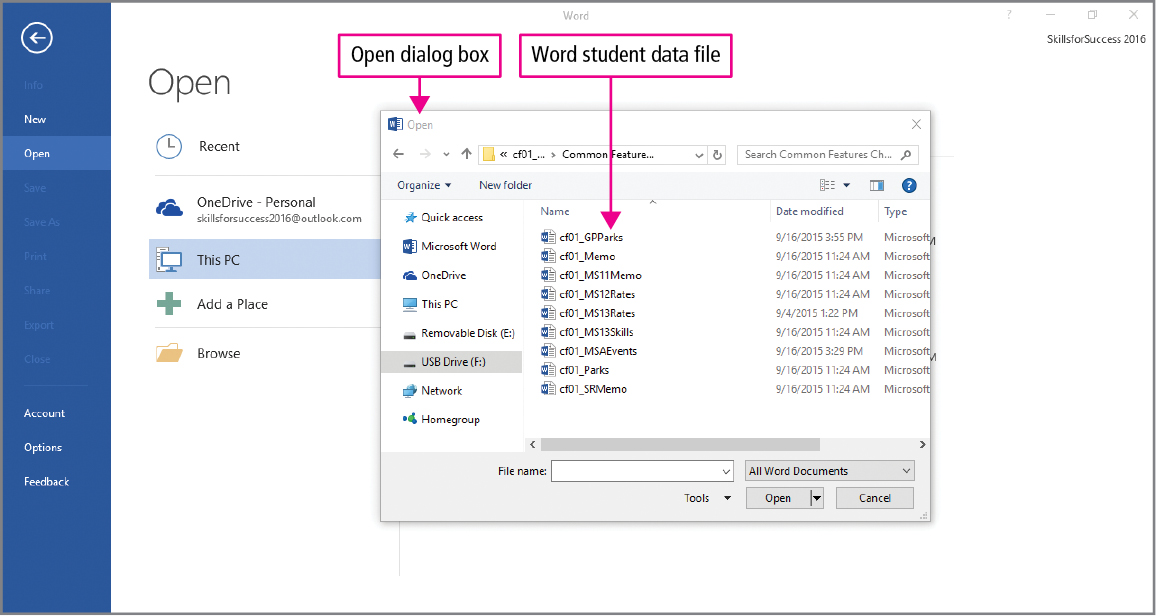 Word
?
SkillsforSuccess 2016
Open dialog box
Word student data file
Info
New
Open
Save
Save As
Print
Share
Export
Close
Account
Options
Feedback
Open
Recent
OneDrive - Personal
skillsforsuccess2016@outlook.com
This PC
Add a Place
Browse
Open
« cf01_... › Common Feature...
Search Common Features Ch...
Organize
New folder
?
Quick access
Microsoft Word
OneDrive
This PC
Removable Disk (E:)
USB Drive (F:)
Network
Homegroup
Name Date modified Type
cf01_GPParks 9/16/2015 3:55 PM Microsoft
cf01_Memo 9/16/2015 11:24 AM Microsoft
cf01_MS11Memo 9/16/2015 11:24 AM Microsoft
cf01_MS12Rates 9/16/2015 11:24 AM Microsoft
cf01_MS13Rates 9/4/2015 1:22 PM Microsoft
cf01_MS13Skills 9/16/2015 11:24 AM Microsoft
cf01_MSAEvents 9/16/2015 3:29 PM Microsoft
cf01_Parks 9/16/2015 11:24 AM Microsoft
cf01_SRMemo 9/16/2015 11:24 AM Microsoft
File name:
All Word Documents
Tools
Open
Cancel